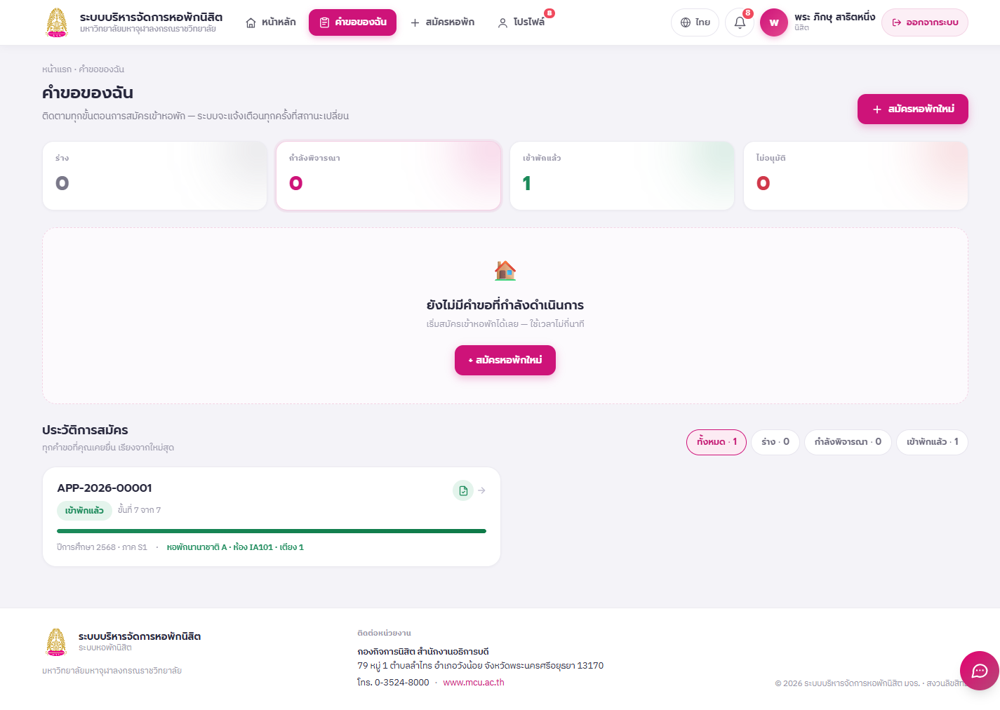 ระบบบริหารจัดการหอพักนิสิต
มหาวิทยาลัยมหาจุฬาลงกรณราชวิทยาลัย
หน้าหลัก
คำขอของฉัน
สมัครหอพัก
โปรไฟล์
8
ไทย
8
พ
พระ ภิกษุ สาธิตหนึ่ง
นิสิต
ออกจากระบบ
หน้าแรก · คำขอของฉัน
คำขอของฉัน
ติดตามทุกขั้นตอนการสมัครเข้าหอพัก — ระบบจะแจ้งเตือนทุกครั้งที่สถานะเปลี่ยน
สมัครหอพักใหม่
ร่าง
0
กำลังพิจารณา
0
เข้าพักแล้ว
1
ไม่อนุมัติ
0
ยังไม่มีคำขอที่กำลังดำเนินการ
เริ่มสมัครเข้าหอพักได้เลย — ใช้เวลาไม่กี่นาที
+ สมัครหอพักใหม่
ประวัติการสมัคร
ทุกคำขอที่คุณเคยยื่น เรียงจากใหม่สุด
ทั้งหมด · 1
ร่าง · 0
กำลังพิจารณา · 0
เข้าพักแล้ว · 1
APP-2026-00001
เข้าพักแล้ว ขั้นที่ 7 จาก 7
ปีการศึกษา 2568 · ภาค S1 · หอพักนานาชาติ A · ห้อง IA101 · เตียง 1
ระบบบริหารจัดการหอพักนิสิต
ระบบหอพักนิสิต
มหาวิทยาลัยมหาจุฬาลงกรณราชวิทยาลัย
ติดต่อหน่วยงาน
กองกิจการนิสิต สำนักงานอธิการบดี
79 หมู่ 1 ตำบลลำไทร อำเภอวังน้อย จังหวัดพระนครศรีอยุธยา 13170
โทร. 0-3524-8000 · www.mcu.ac.th
© 2026 ระบบบริหารจัดการหอพักนิสิต มจร. ·